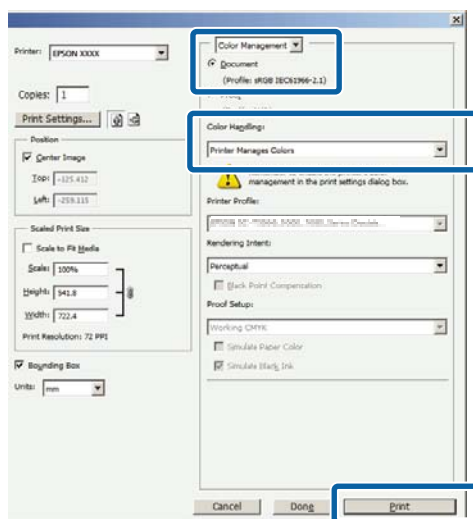 Printer: EPSON XXXX
Copies: 1
Print Settings...
Position
Center Image
Top: -125.412
Left: -259.115
Scaled Print Size
Scale to Fit Media
Scale: 100%
Height: 541.8
Width: 722.4
Print Resolution: 72 PPI
Bounding Box
Units: mm
Color Management
Document
(Profile: sRGB IEC61966-2.1)
Color Handling:
Printer Manages Colors
management in the print settings dialog box.
Printer Profile:
Rendering Intent:
Perceptual
Black Point Compensation
Proof Setup:
Working CMYK
Simulate Paper Color
Simulate Black Ink
Cancel
Done
Print